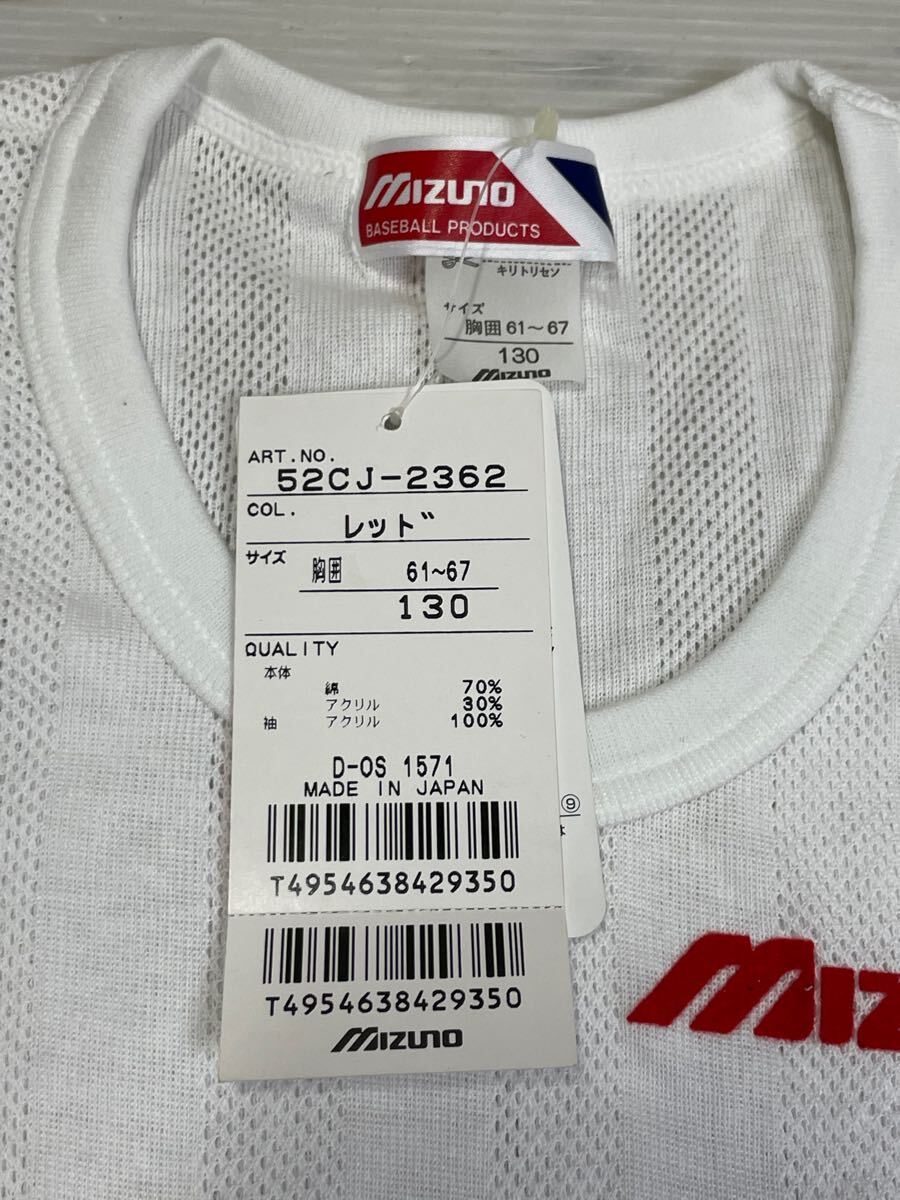 MIZUNO
BASEBALL PRODUCTS
キリトリセン
サイズ
胸囲 61〜67
130
MIZUNO
ART.NO.
52CJ-2362
COL.
レッド
サイズ 胸囲 61~67
130
QUALITY
本体
綿 70%
アクリル 30%
袖 アクリル 100%
D-OS 1571
MADE IN JAPAN
T4954638429350
T4954638429350
MIZUNO
⑨
MIZ